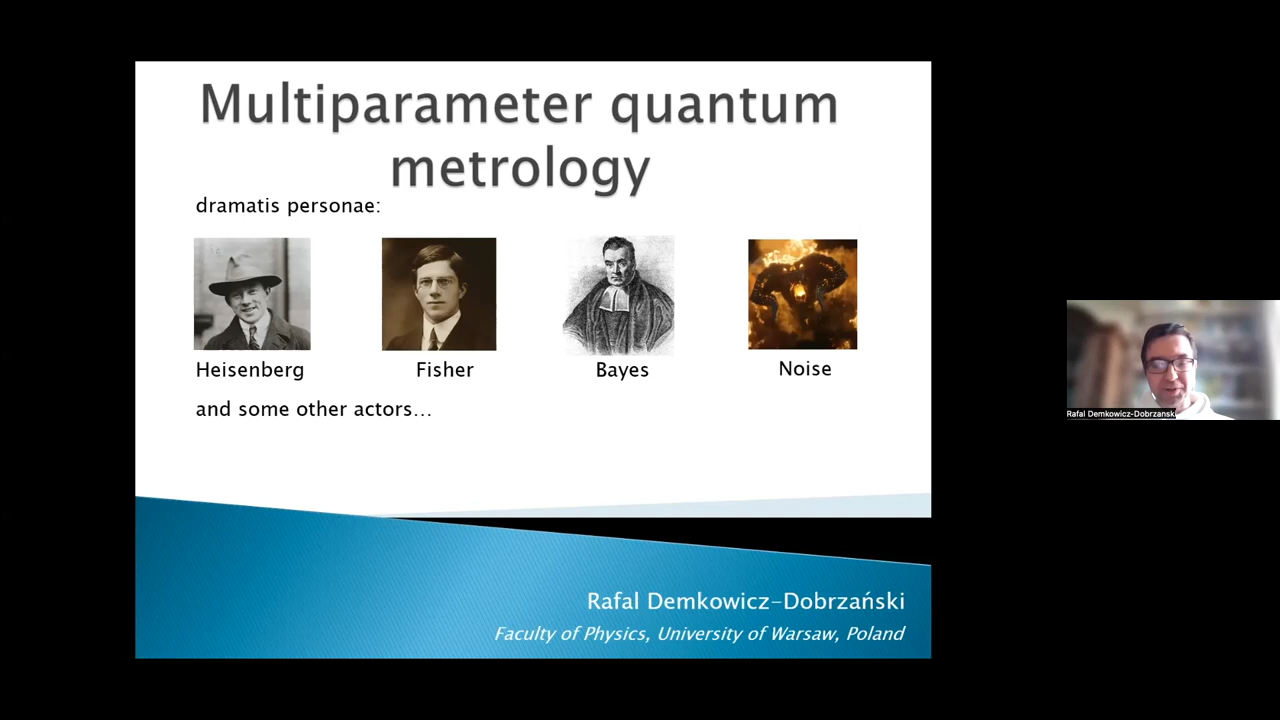 Multiparameter quantum
metrology
dramatis personae:
Heisenberg
Fisher
Bayes
Noise
and some other actors...
Rafal Demkowicz-Dobrzański
Faculty of Physics, University of Warsaw, Poland
Rafal Demkowicz-Dobrzanski